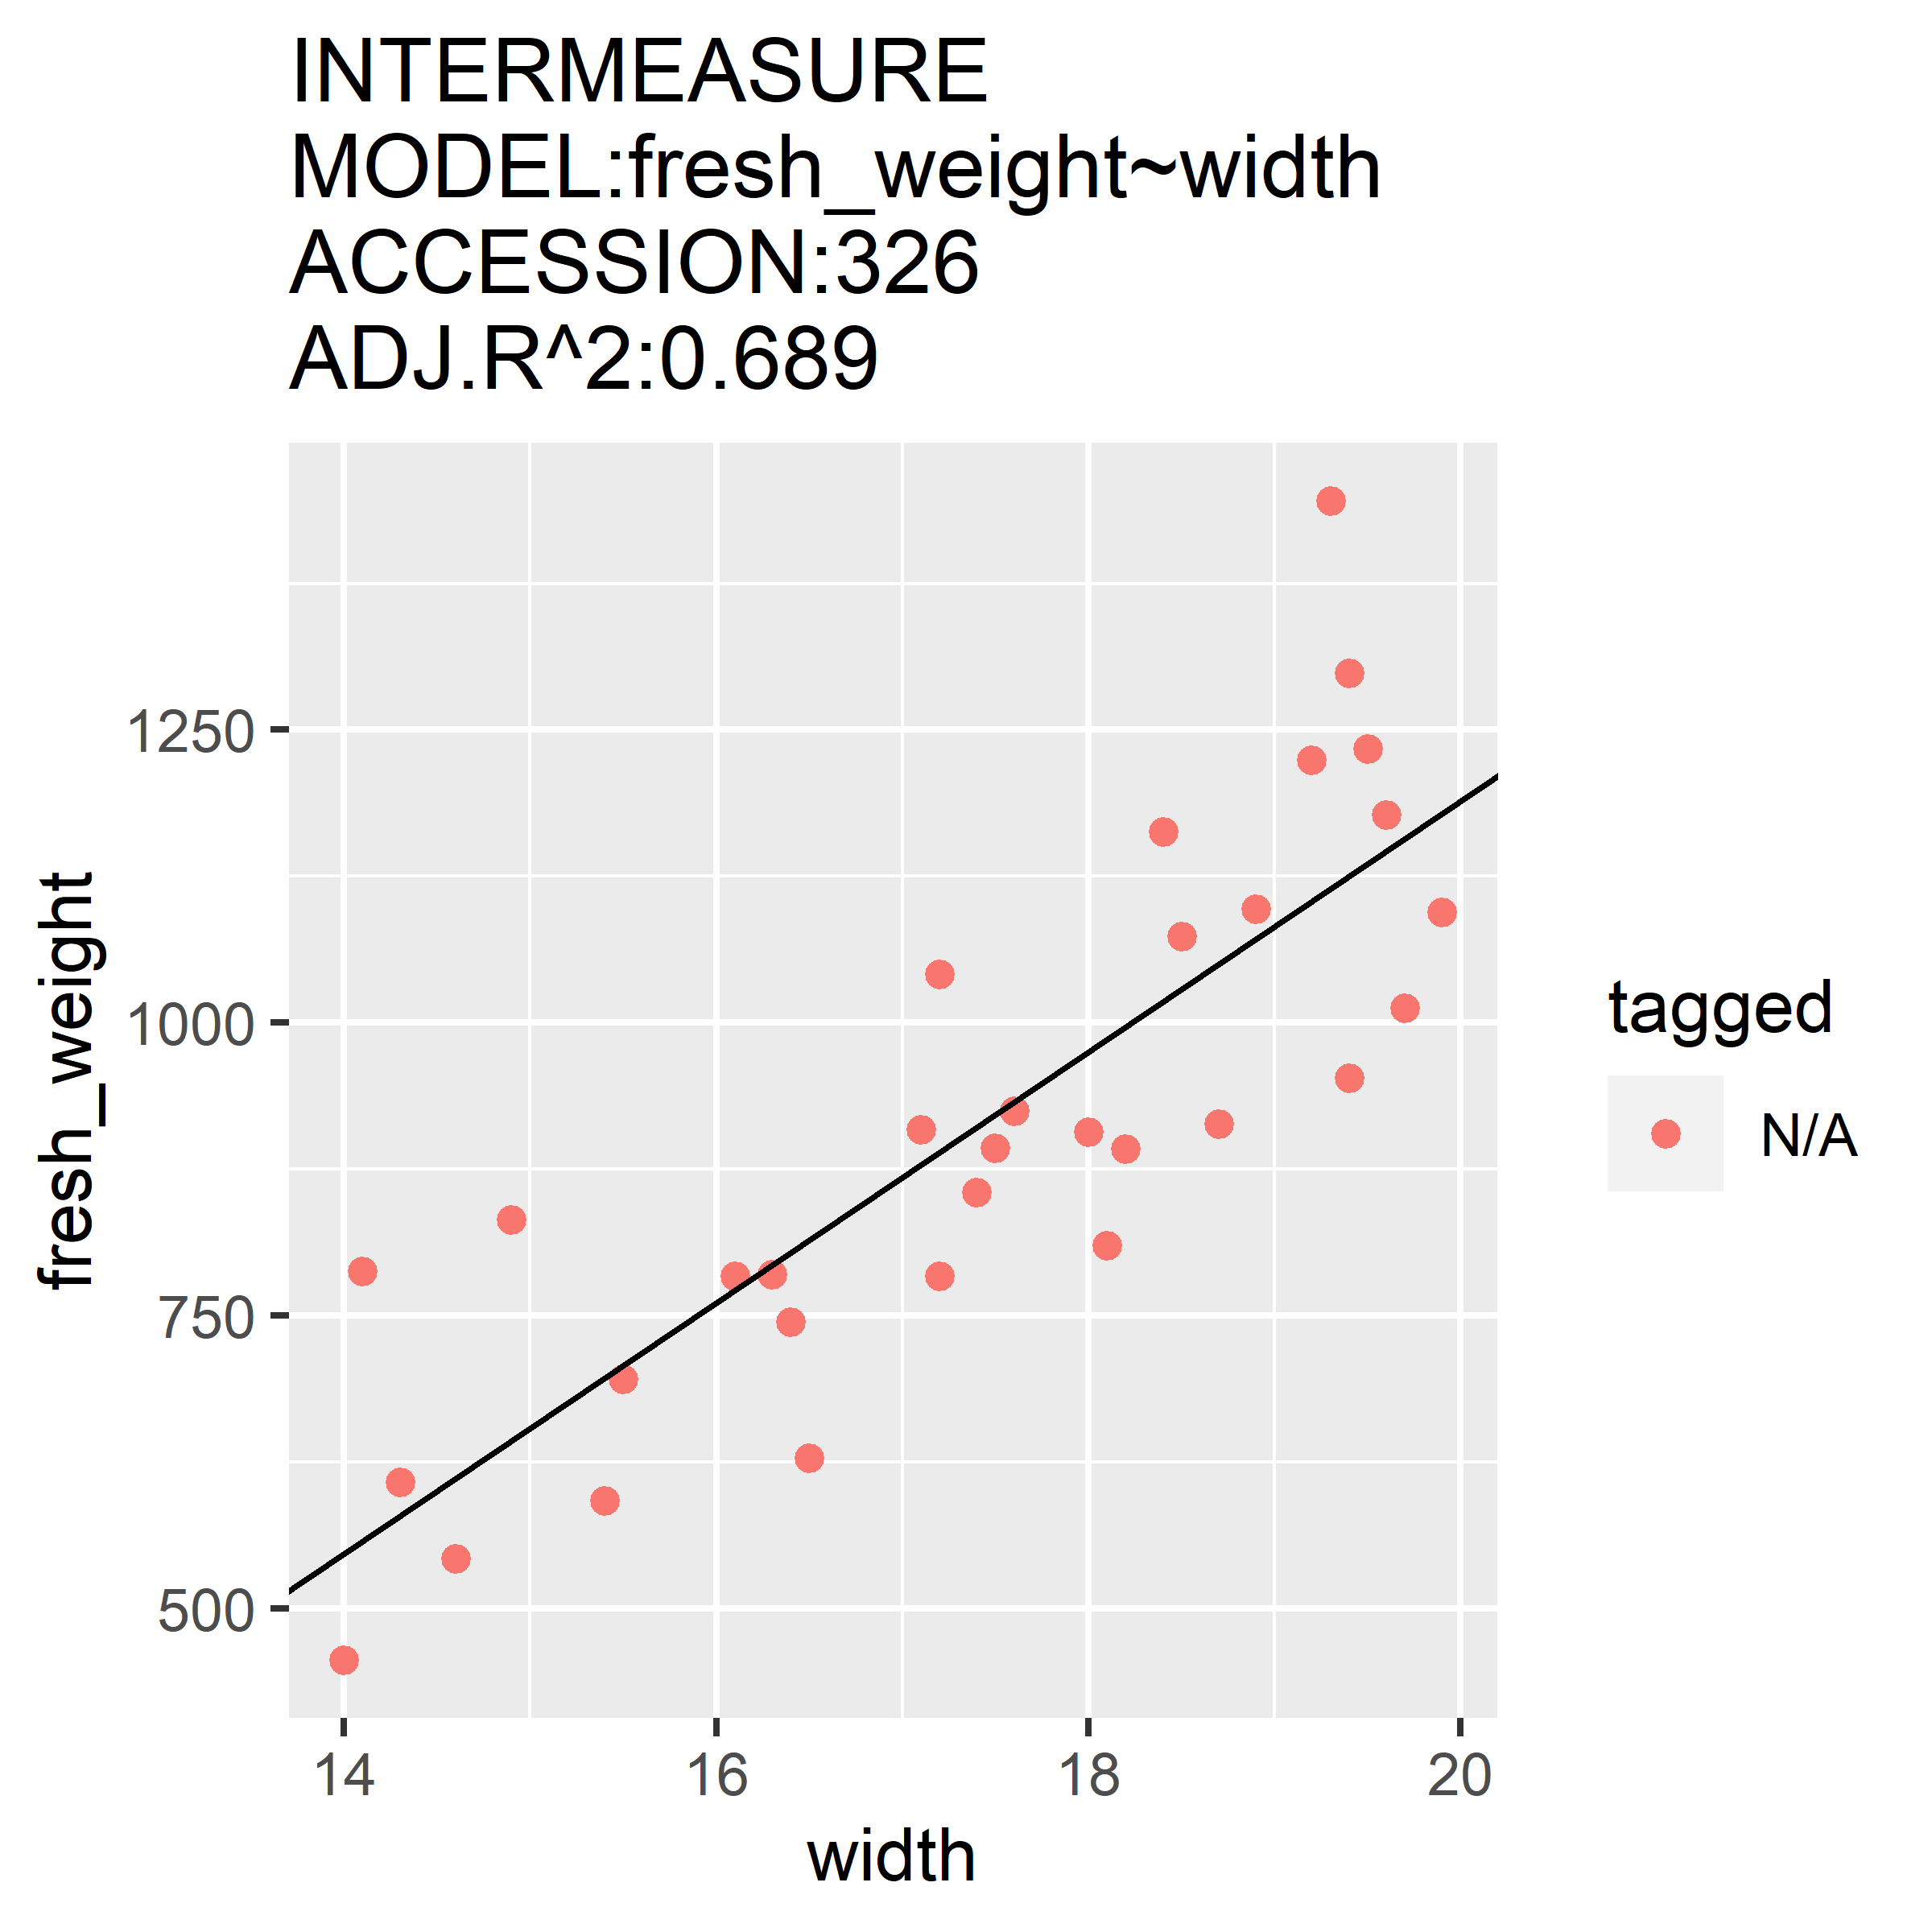 INTERMEASURE
MODEL:fresh_weight~width
ACCESSION:326
ADJ.R^2:0.689
fresh_weight
1250
1000
750
500
14 16 18 20
width
tagged
N/A